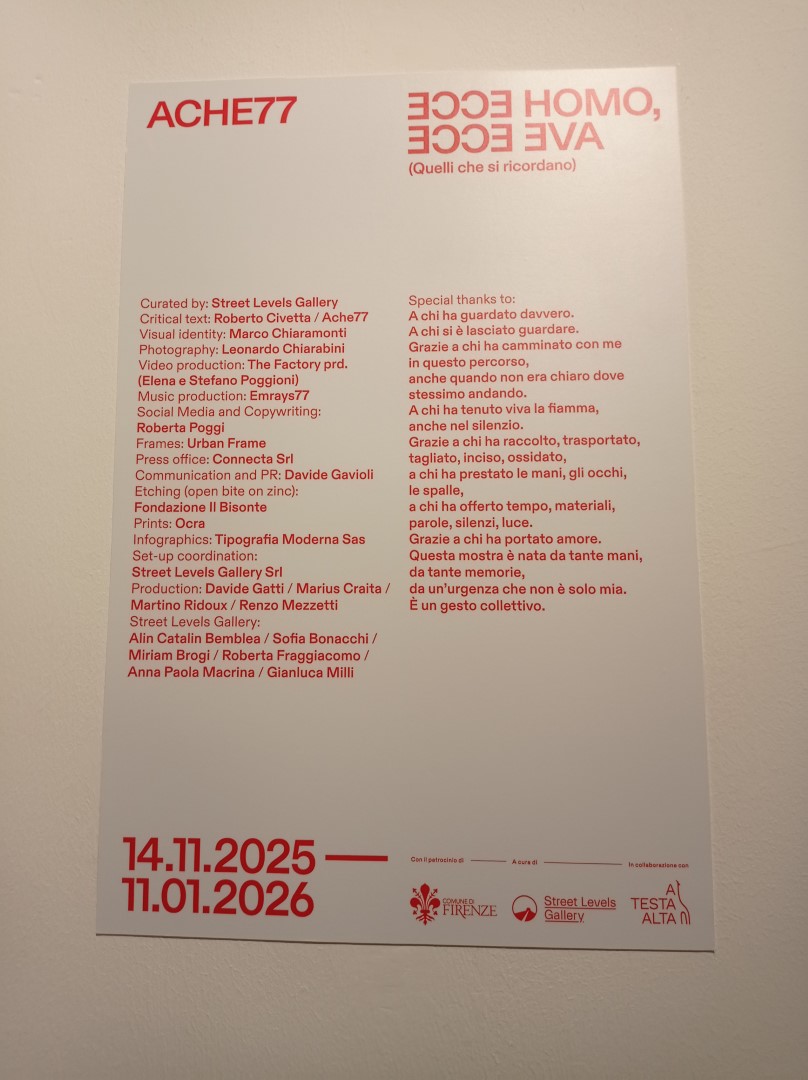 ACHE77
ECCE HOMO,
ECCE EVA
(Quelli che si ricordano)
Curated by: Street Levels Gallery
Critical text: Roberto Civetta / Ache77
Visual identity: Marco Chiaramonti
Photography: Leonardo Chiarabini
Video production: The Factory prd.
(Elena e Stefano Poggioni)
Music production: Emrays77
Social Media and Copywriting:
Roberta Poggi
Frames: Urban Frame
Press office: Connecta Srl
Communication and PR: Davide Gavioli
Etching (open bite on zinc):
Fondazione Il Bisonte
Prints: Ocra
Infographics: Tipografia Moderna Sas
Set-up coordination:
Street Levels Gallery Srl
Production: Davide Gatti / Marius Craita /
Martino Ridoux / Renzo Mezzetti
Street Levels Gallery:
Alin Catalin Bemblea / Sofia Bonacchi /
Miriam Brogi / Roberta Fraggiacomo /
Anna Paola Macrina / Gianluca Milli
Special thanks to:
A chi ha guardato davvero.
A chi si è lasciato guardare.
Grazie a chi ha camminato con me
in questo percorso,
anche quando non era chiaro dove
stessimo andando.
A chi ha tenuto viva la fiamma,
anche nel silenzio.
Grazie a chi ha raccolto, trasportato,
tagliato, inciso, ossidato,
a chi ha prestato le mani, gli occhi,
le spalle,
a chi ha offerto tempo, materiali,
parole, silenzi, luce.
Grazie a chi ha portato amore.
Questa mostra è nata da tante mani,
da tante memorie,
da un'urgenza che non è solo mia.
È un gesto collettivo.
14.11.2025 —
11.01.2026
Con il patrocinio di
COMUNE DI
FIRENZE
A cura di
Street Levels
Gallery
In collaborazione con
A
TESTA
ALTA